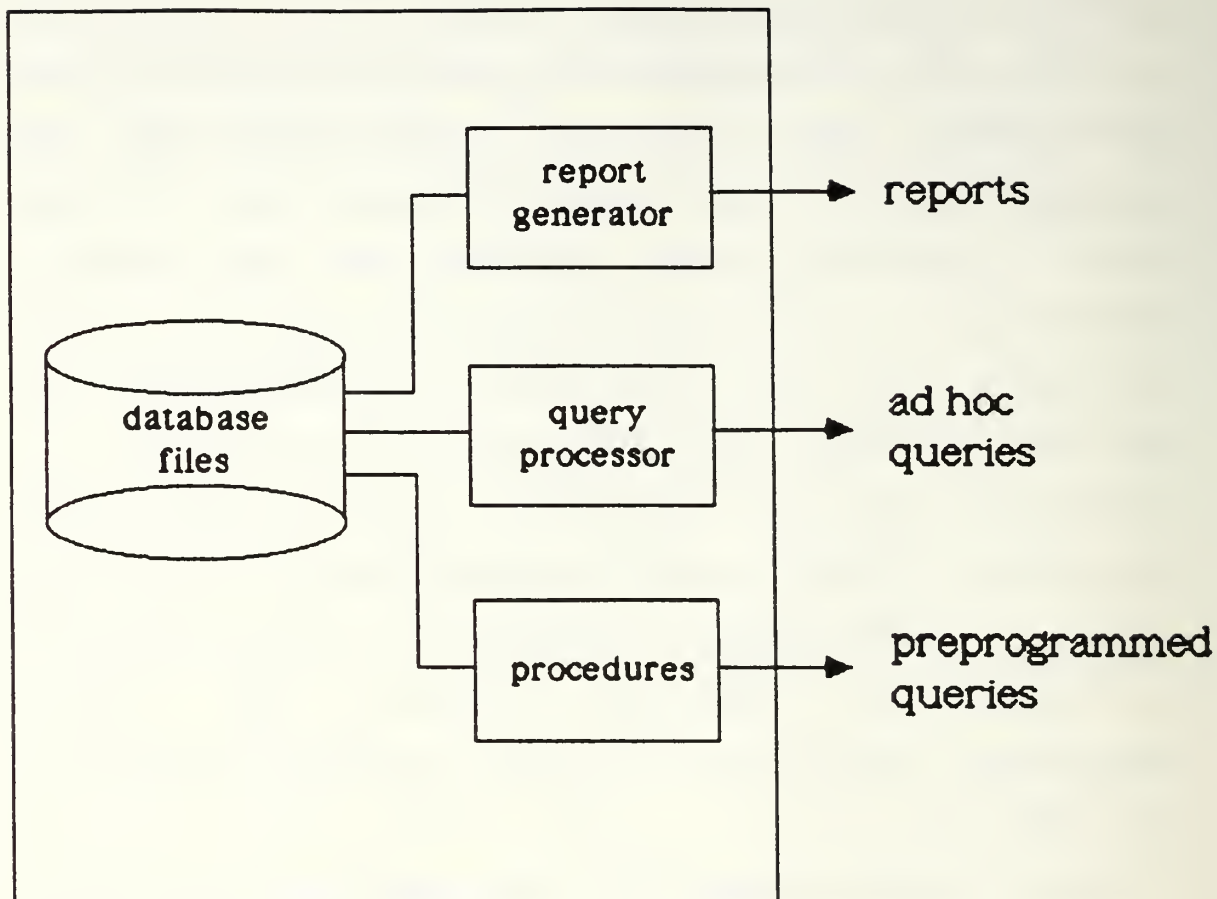 report
generator
reports
database
files
query
processor
ad hoc
queries
procedures
preprogrammed
queries